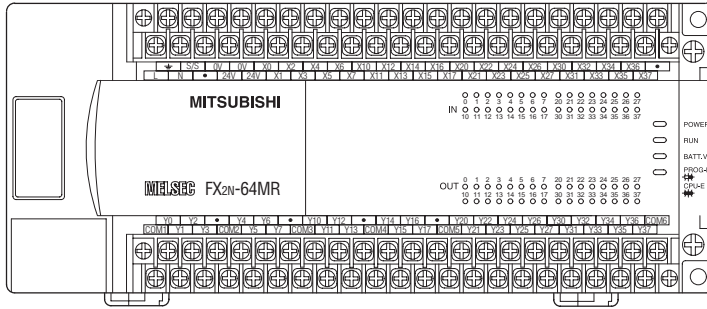 ⏚ S/S 0V 0V X0 X2 X4 X6 X10 X12 X14 X16 X20 X22 X24 X26 X30 X32 X34 X36 •
L N • 24V 24V X1 X3 X5 X7 X11 X13 X15 X17 X21 X23 X25 X27 X31 X33 X35 X37
MITSUBISHI
0 1 2 3 4 5 6 7 20 21 22 23 24 25 26 27
IN
10 11 12 13 14 15 16 17 30 31 32 33 34 35 36 37
POWER
RUN
BATT.V
PROG-
CPU-E
MELSEC FX2N-64MR
0 1 2 3 4 5 6 7 20 21 22 23 24 25 26 27
OUT
10 11 12 13 14 15 16 17 30 31 32 33 34 35 36 37
Y0 Y2 • Y4 Y6 • Y10 Y12 • Y14 Y16 • Y20 Y22 Y24 Y26 Y30 Y32 Y34 Y36 COM6
COM1 Y1 Y3 COM2 Y5 Y7 COM3 Y11 Y13 COM4 Y15 Y17 COM5 Y21 Y23 Y25 Y27 Y31 Y33 Y35 Y37